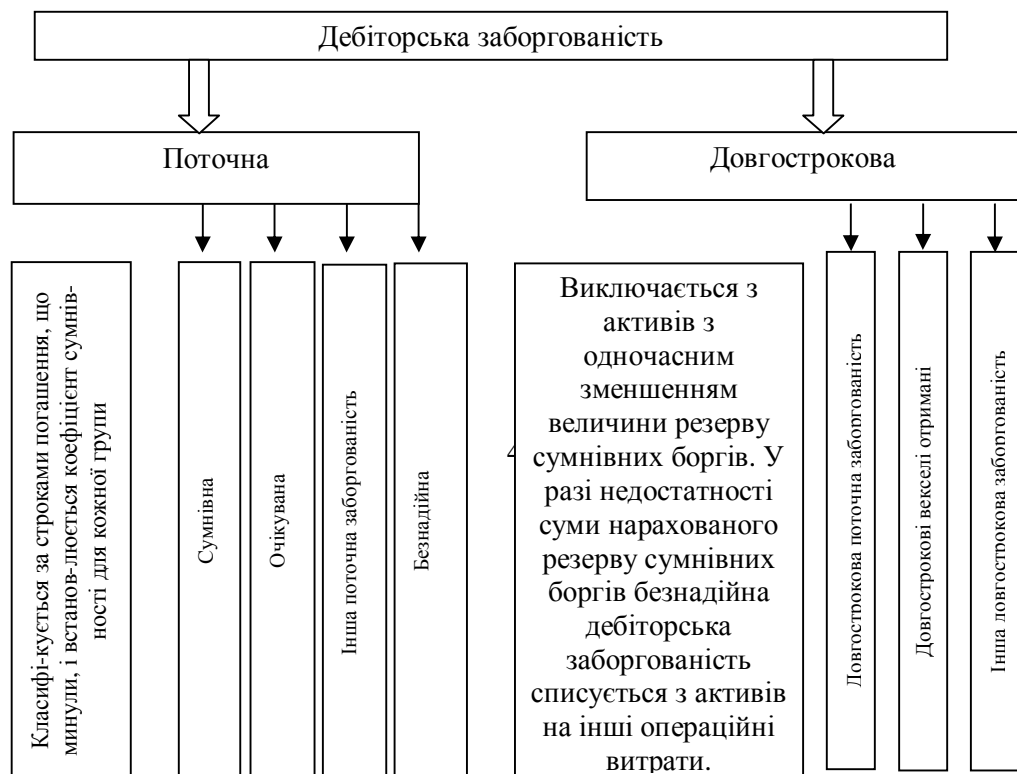 Дебіторська заборгованість
Поточна
Довгострокова
Класифі-кується за строками погашення, що
минули, і встанов-люється коефіцієнт сумнів-
ності для кожної групи
Сумнівна
Очікувана
Інша поточна заборгованість
Безнадійна
4
Виключається з
активів з
одночасним
зменшенням
величини резерву
сумнівних боргів. У
разі недостатності
суми нарахованого
резерву сумнівних
боргів безнадійна
дебіторська
заборгованість
списується з активів
на інші операційні
витрати.
Довгострокова поточна заборгованість
Довгострокові векселі отримані
Інша довгострокова заборгованість